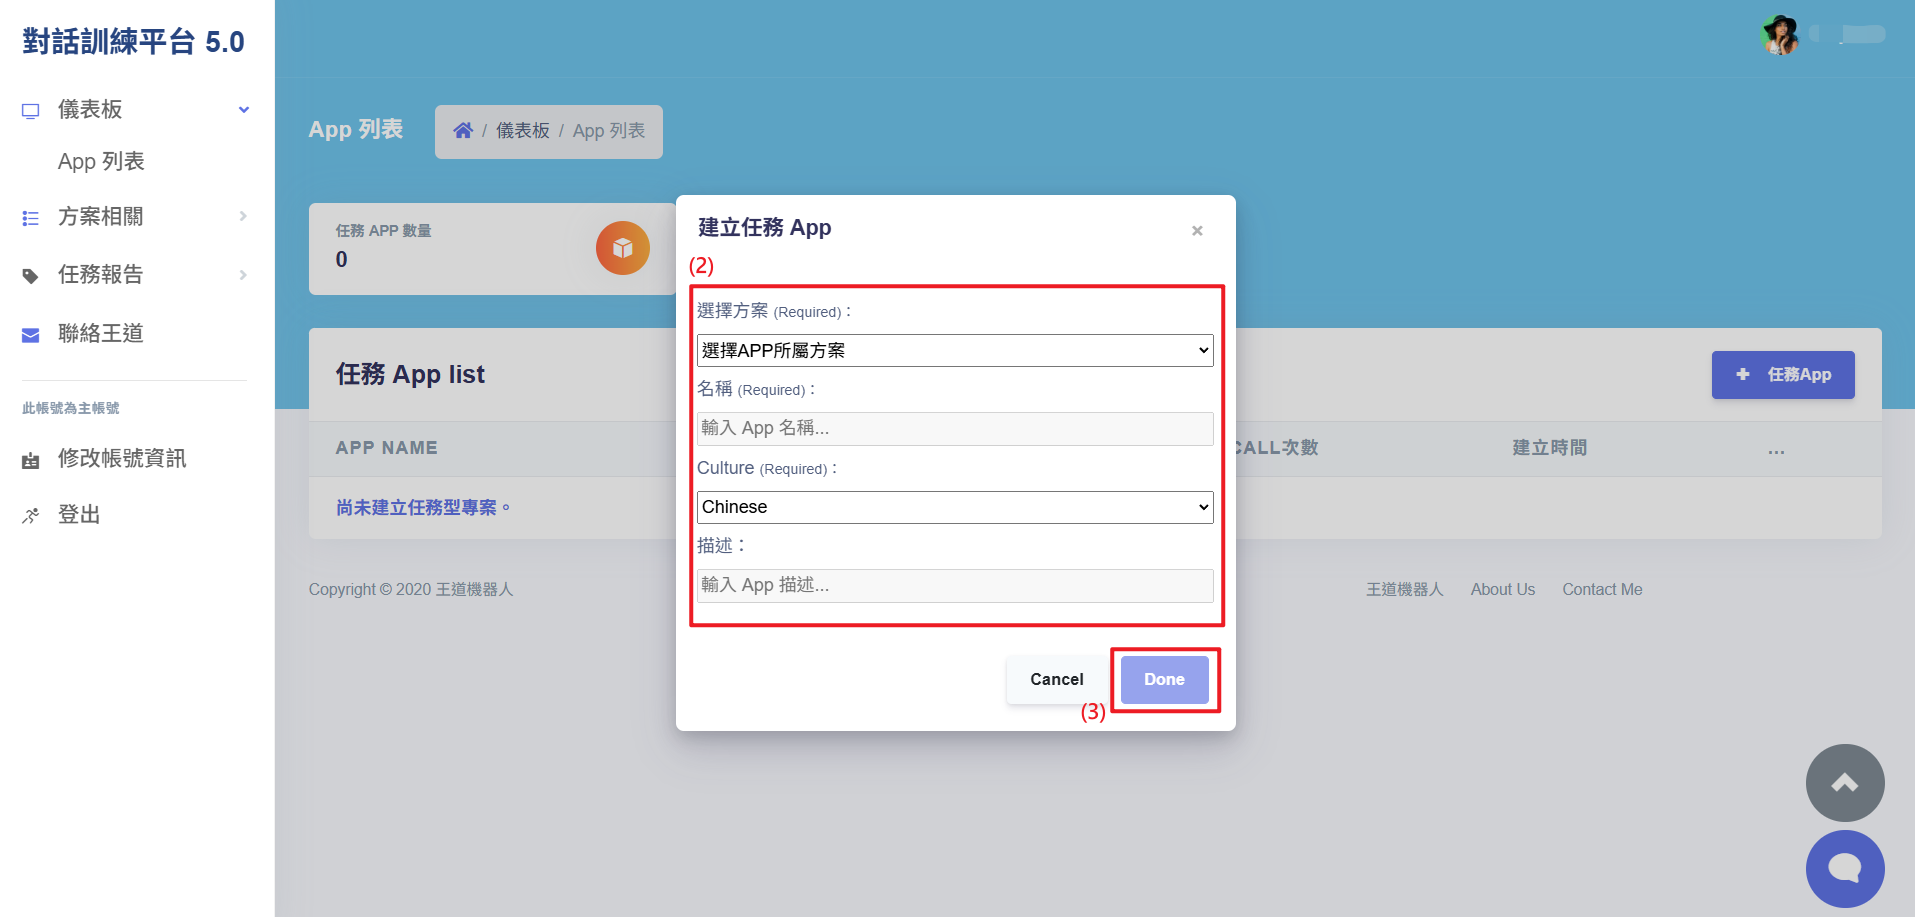 對話訓練平台 5.0
儀表板
App 列表
方案相關
任務報告
聯絡王道
此帳號為主帳號
修改帳號資訊
登出
App 列表
/ 儀表板 / App 列表
任務 APP 數量
0
任務 App list
任務App
APP NAME
CALL次數
建立時間
...
尚未建立任務型專案。
建立任務 App
×
(2)
選擇方案 (Required)：
選擇APP所屬方案
名稱 (Required)：
輸入 App 名稱...
Culture (Required)：
Chinese
描述：
輸入 App 描述...
Cancel
Done
(3)
Copyright © 2020 王道機器人
王道機器人
About Us
Contact Me